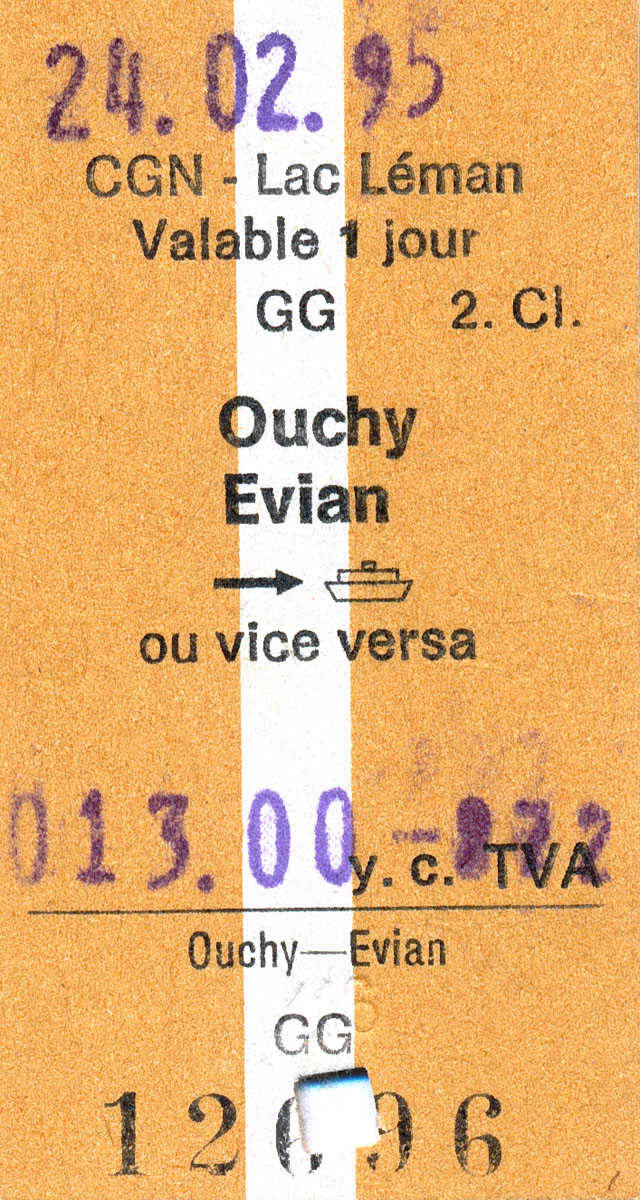 24.02.95
CGN - Lac Léman
Valable 1 jour
GG 2. Cl.
Ouchy
Evian
ou vice versa
013.00
y. c. TVA
Ouchy—Evian
GG